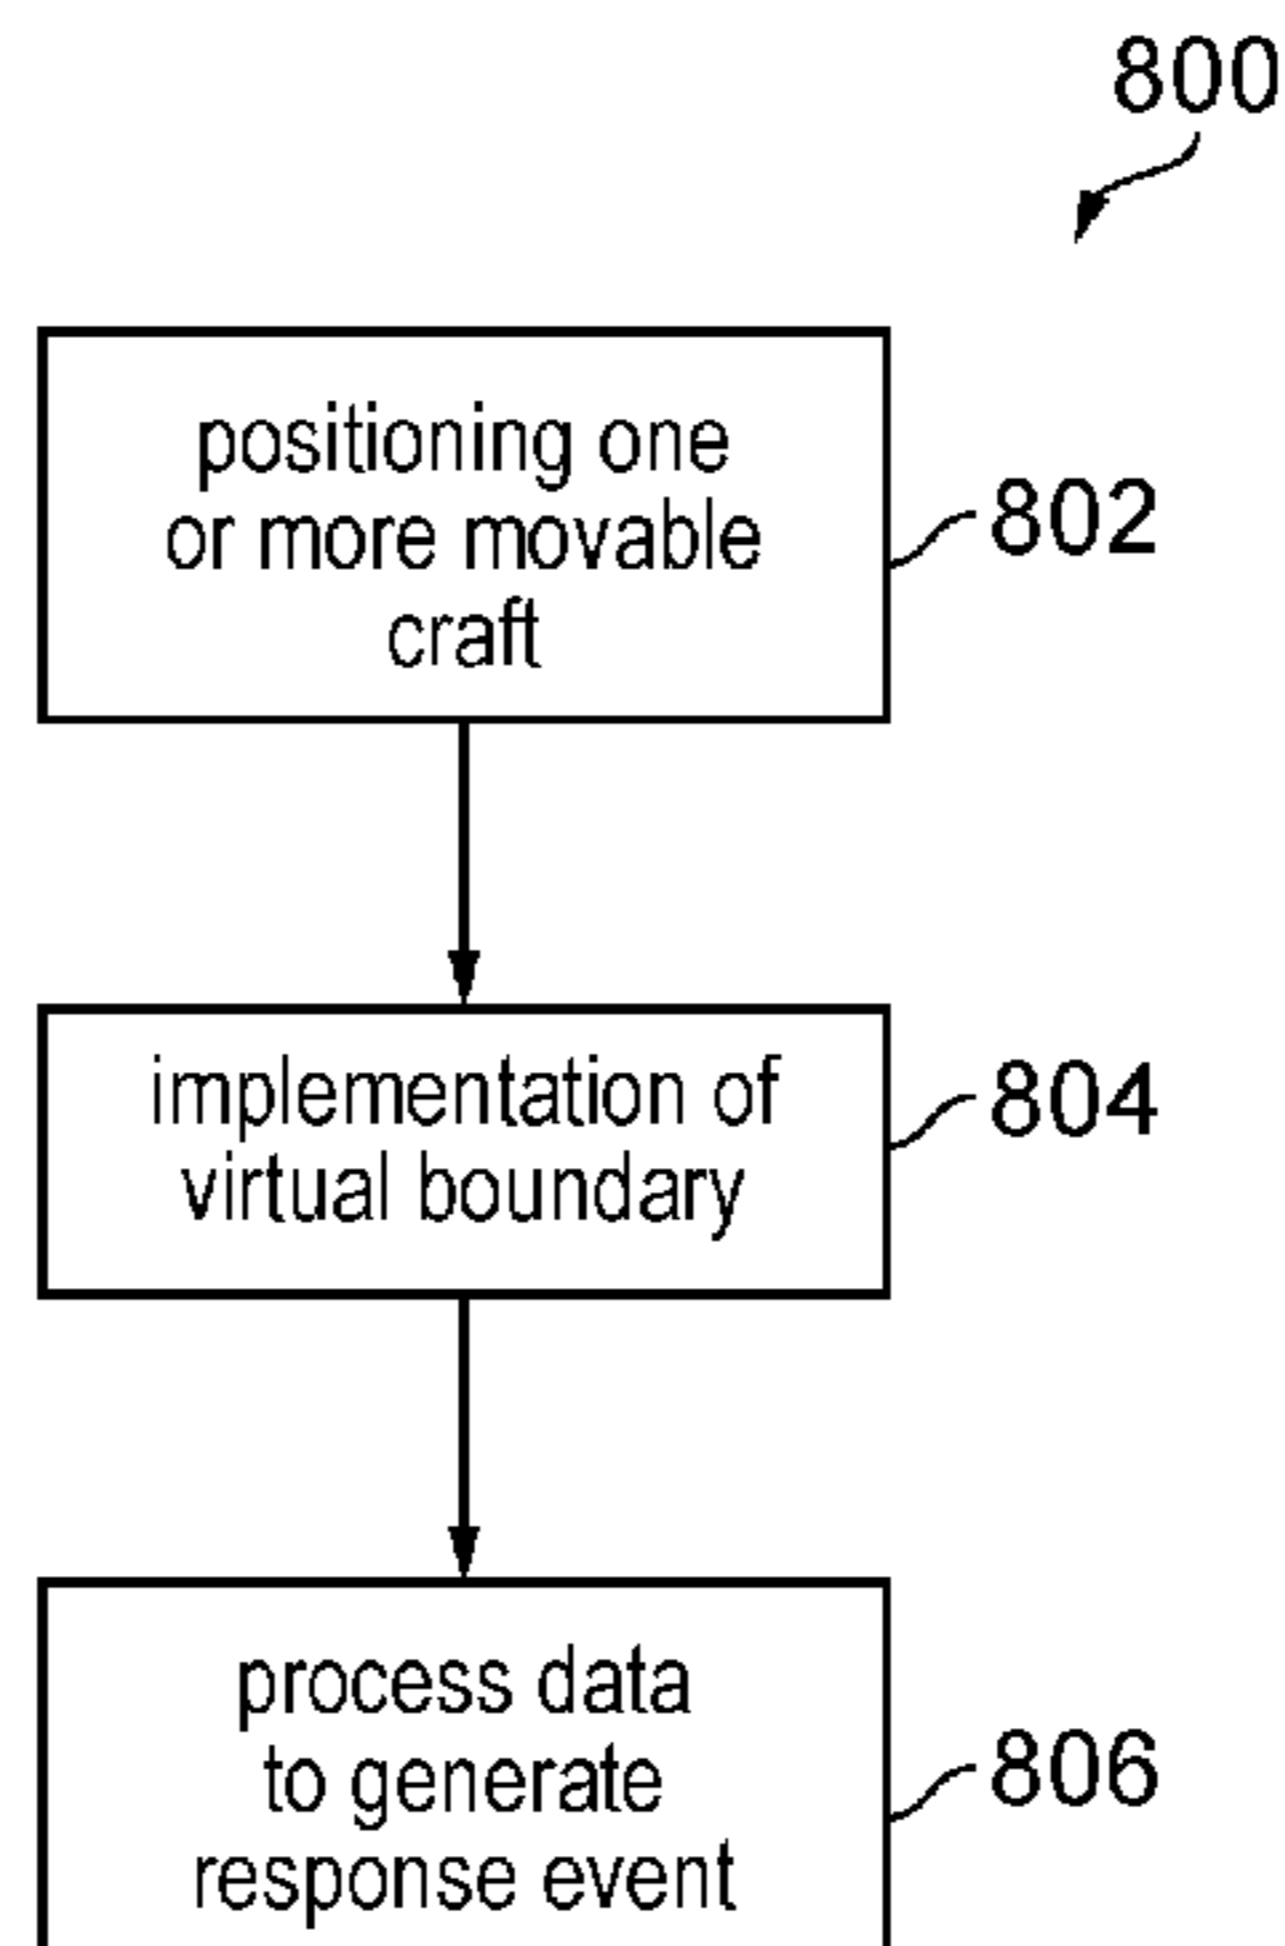 800
positioning one
or more movable
craft
802
implementation of
virtual boundary
804
process data
to generate
response event
806